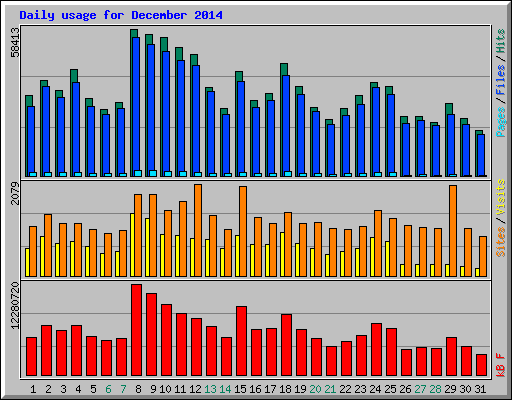 Daily usage for December 2014
58413
Pages / Files / Hits
2079
Sites / Visits
12280720
kB F
1 2 3 4 5 6 7 8 9 10 11 12 13 14 15 16 17 18 19 20 21 22 23 24 25 26 27 28 29 30 31